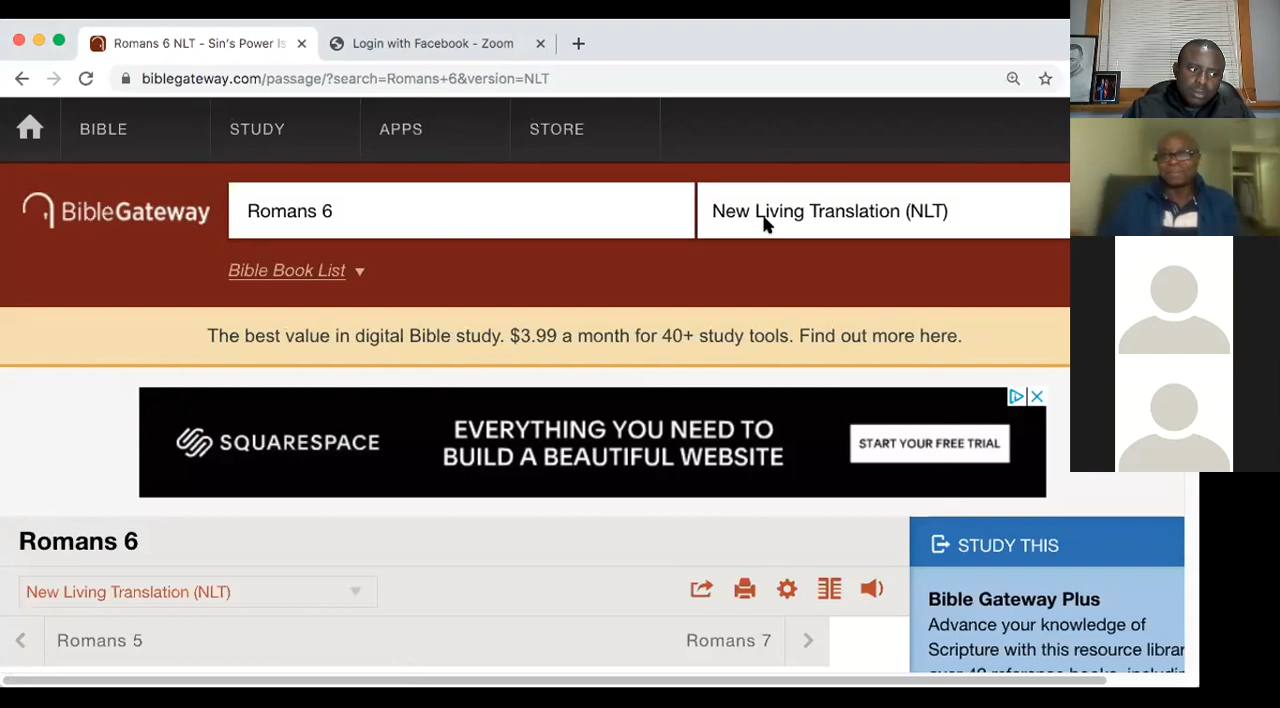 Romans 6 NLT - Sin's Power Is
Login with Facebook - Zoom
biblegateway.com/passage/?search=Romans+6&version=NLT
BIBLE STUDY APPS STORE
BibleGateway
Romans 6
New Living Translation (NLT)
Bible Book List
The best value in digital Bible study. $3.99 a month for 40+ study tools. Find out more here.
SQUARESPACE
EVERYTHING YOU NEED TO
BUILD A BEAUTIFUL WEBSITE
START YOUR FREE TRIAL
Romans 6
New Living Translation (NLT)
Romans 5
Romans 7
STUDY THIS
Bible Gateway Plus
Advance your knowledge of
Scripture with this resource librar